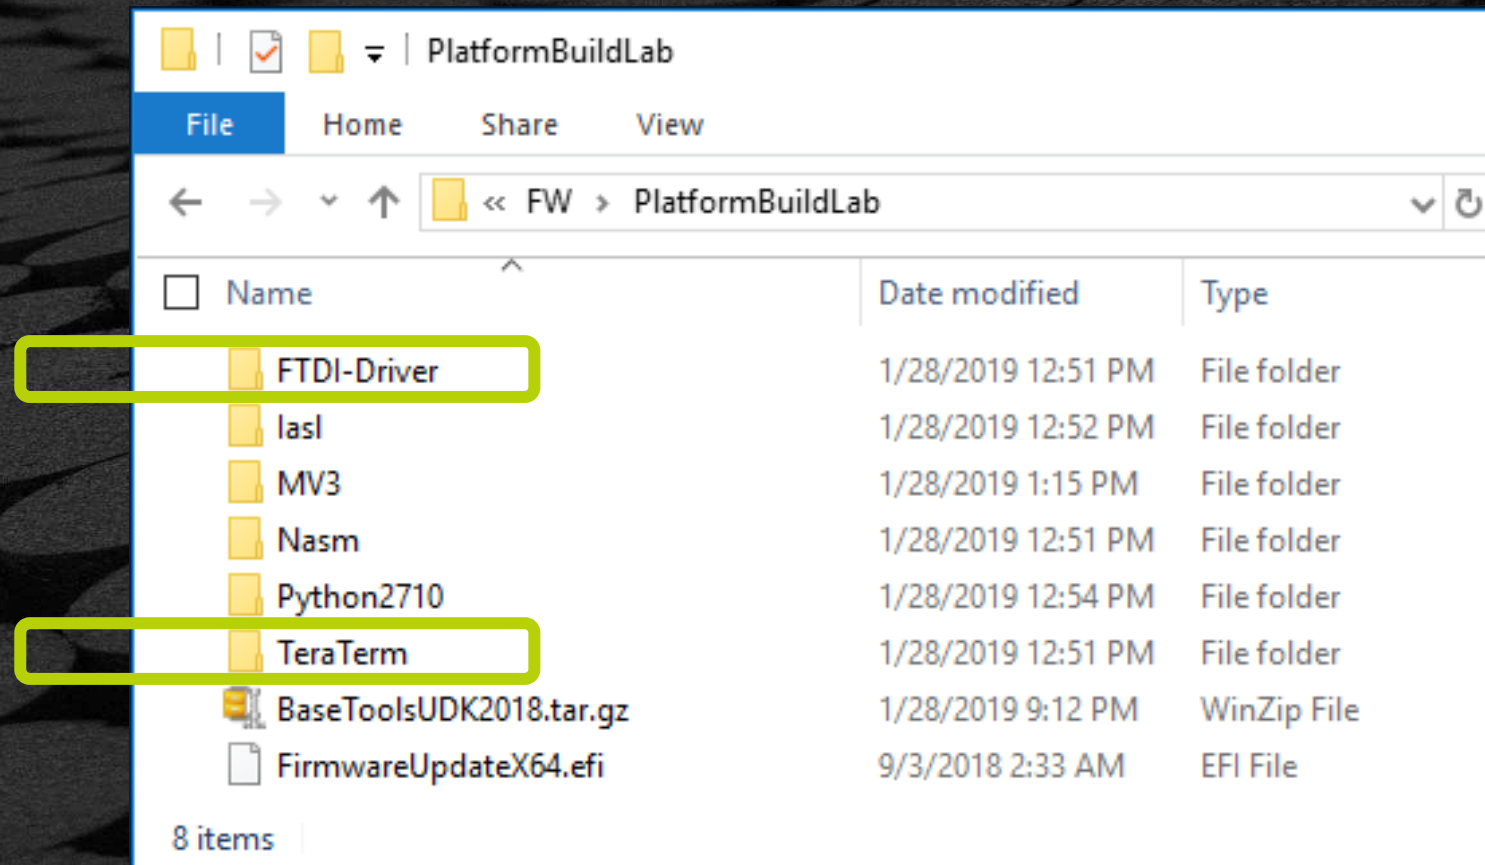 PlatformBuildLab
File Home Share View
« FW > PlatformBuildLab
Name Date modified Type
FTDI-Driver 1/28/2019 12:51 PM File folder
Iasl 1/28/2019 12:52 PM File folder
MV3 1/28/2019 1:15 PM File folder
Nasm 1/28/2019 12:51 PM File folder
Python2710 1/28/2019 12:54 PM File folder
TeraTerm 1/28/2019 12:51 PM File folder
BaseToolsUDK2018.tar.gz 1/28/2019 9:12 PM WinZip File
FirmwareUpdateX64.efi 9/3/2018 2:33 AM EFI File
8 items